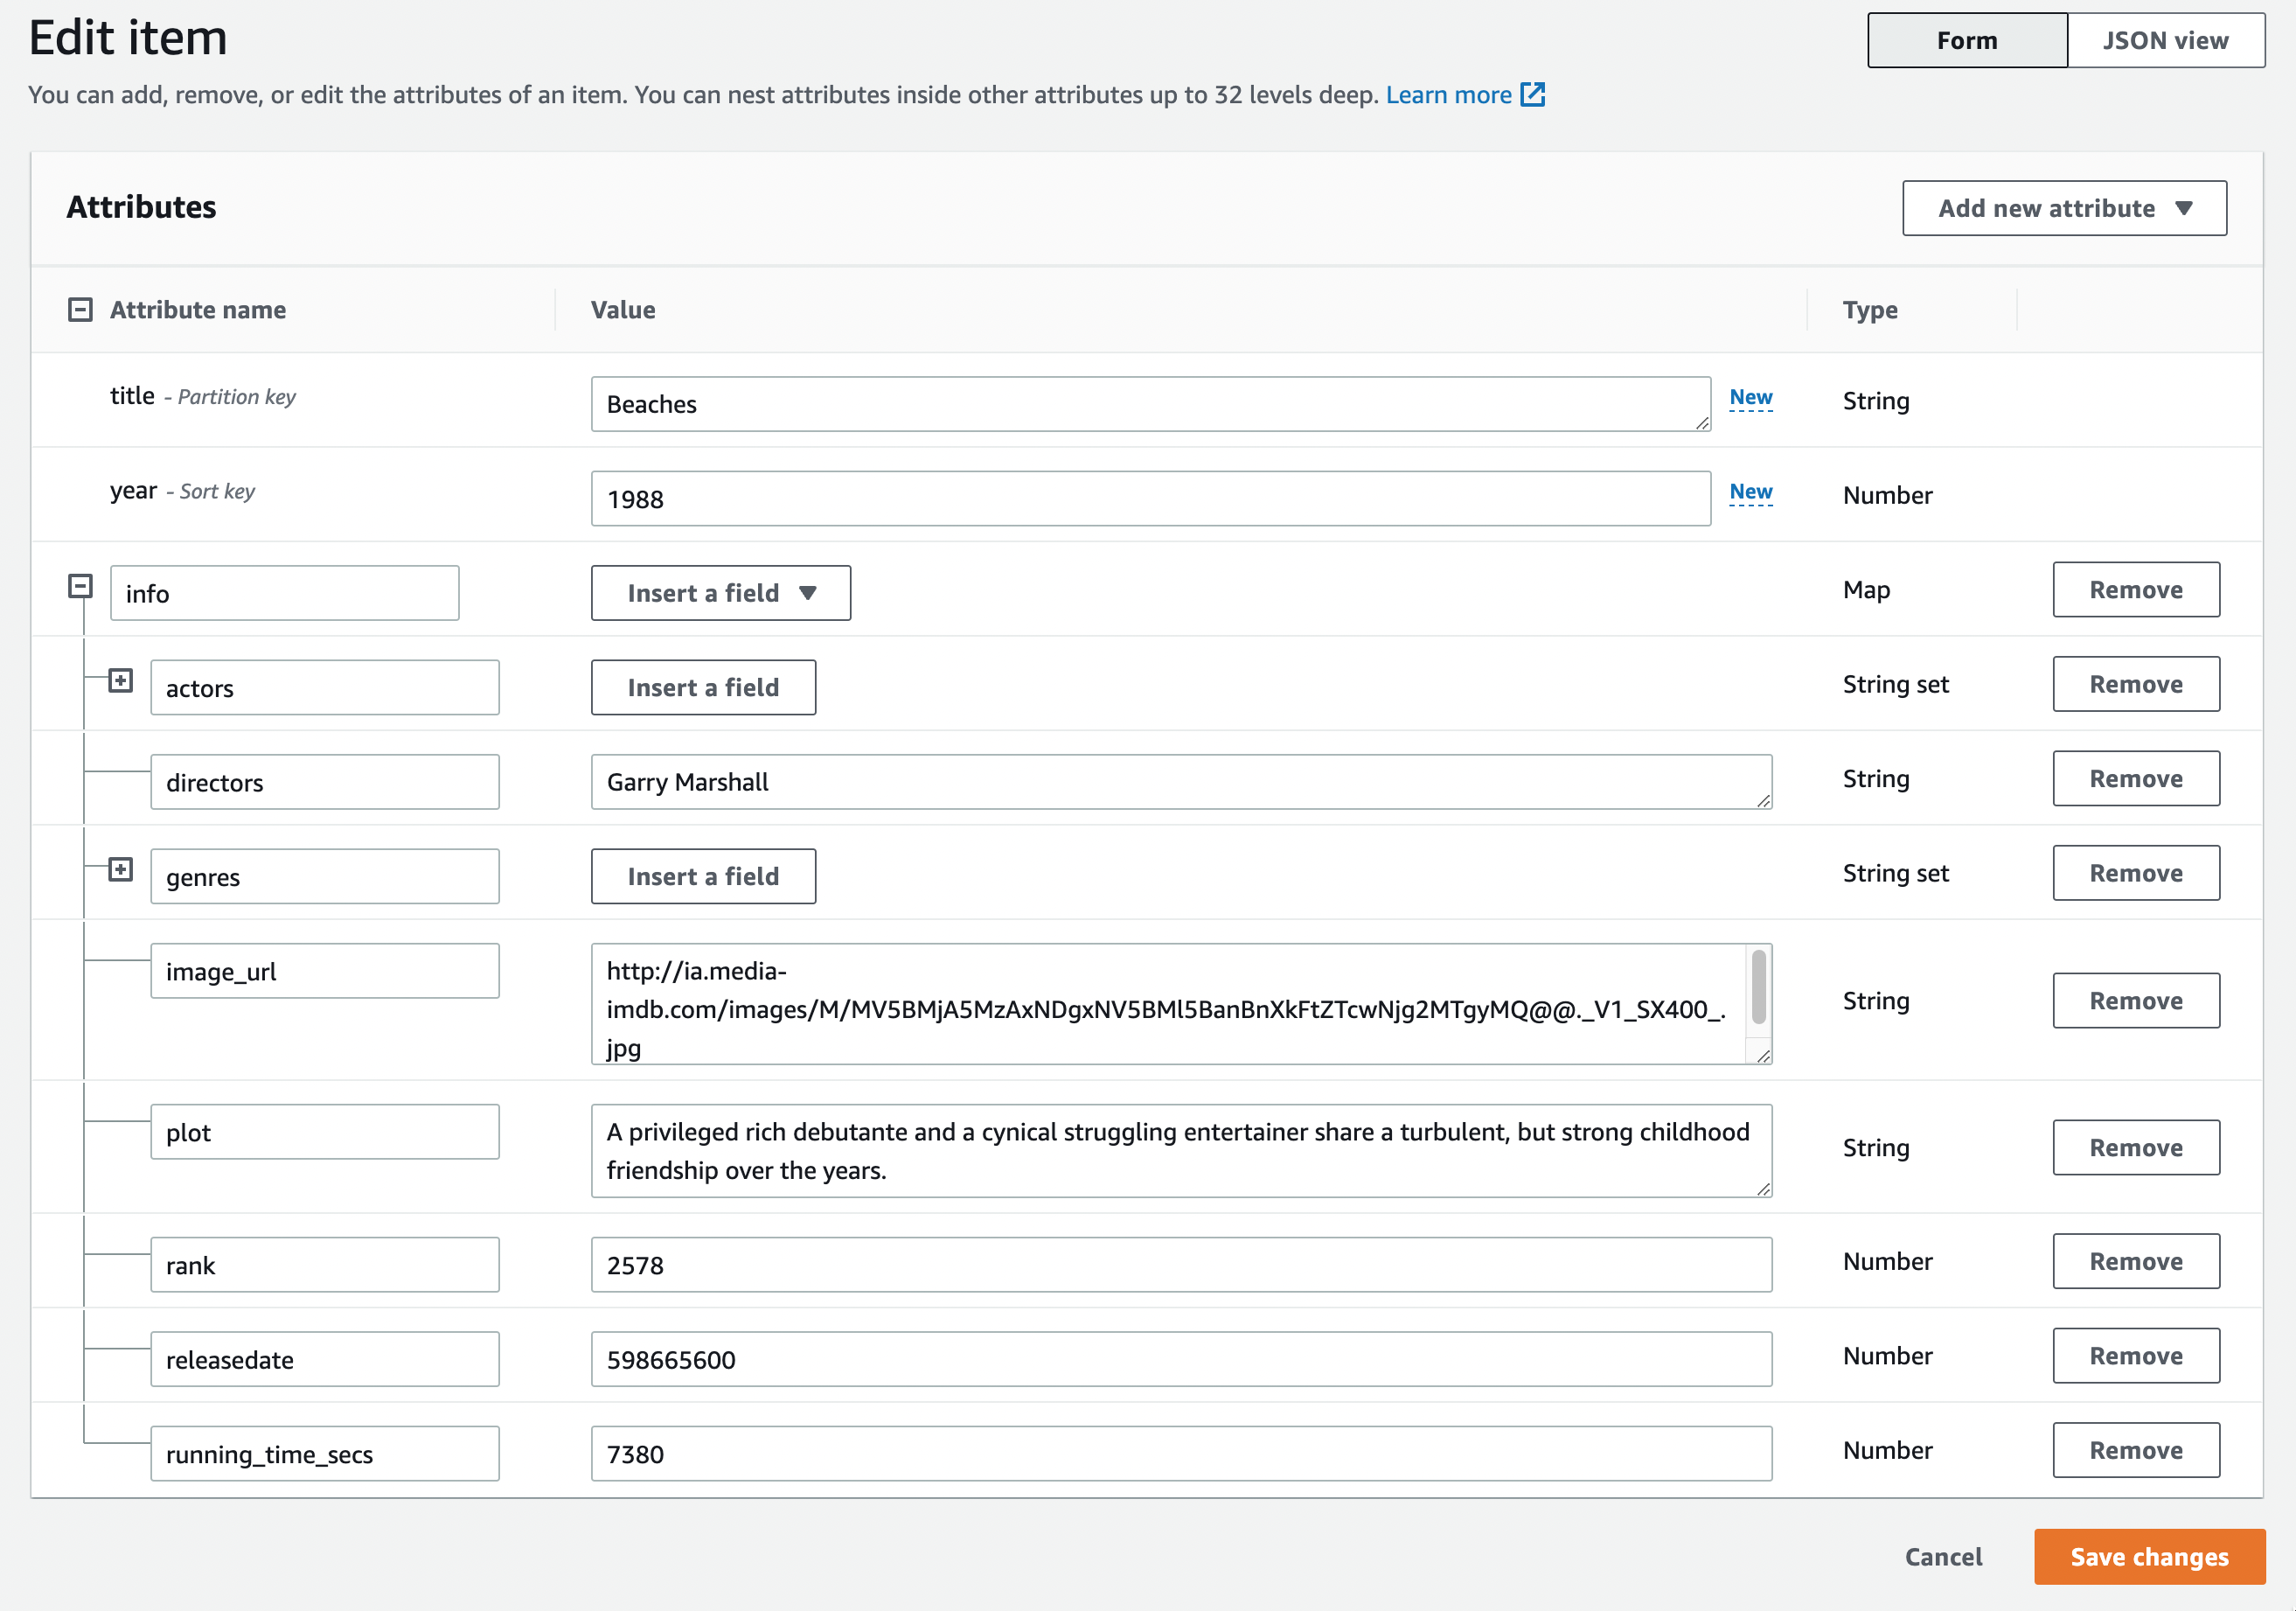 Edit item
Form
JSON view
You can add, remove, or edit the attributes of an item. You can nest attributes inside other attributes up to 32 levels deep. Learn more
Attributes
Add new attribute
Attribute name
Value
Type
title - Partition key
Beaches
New
String
year - Sort key
1988
New
Number
info
Insert a field
Map
Remove
actors
Insert a field
String set
Remove
directors
Garry Marshall
String
Remove
genres
Insert a field
String set
Remove
image_url
http://ia.media-
imdb.com/images/M/MV5BMjA5MzAxNDgxNV5BMl5BanBnXkFtZTcwNjg2MTgyMQ@@._V1_SX400_.
jpg
String
Remove
plot
A privileged rich debutante and a cynical struggling entertainer share a turbulent, but strong childhood
friendship over the years.
String
Remove
rank
2578
Number
Remove
releasedate
598665600
Number
Remove
running_time_secs
7380
Number
Remove
Cancel
Save changes